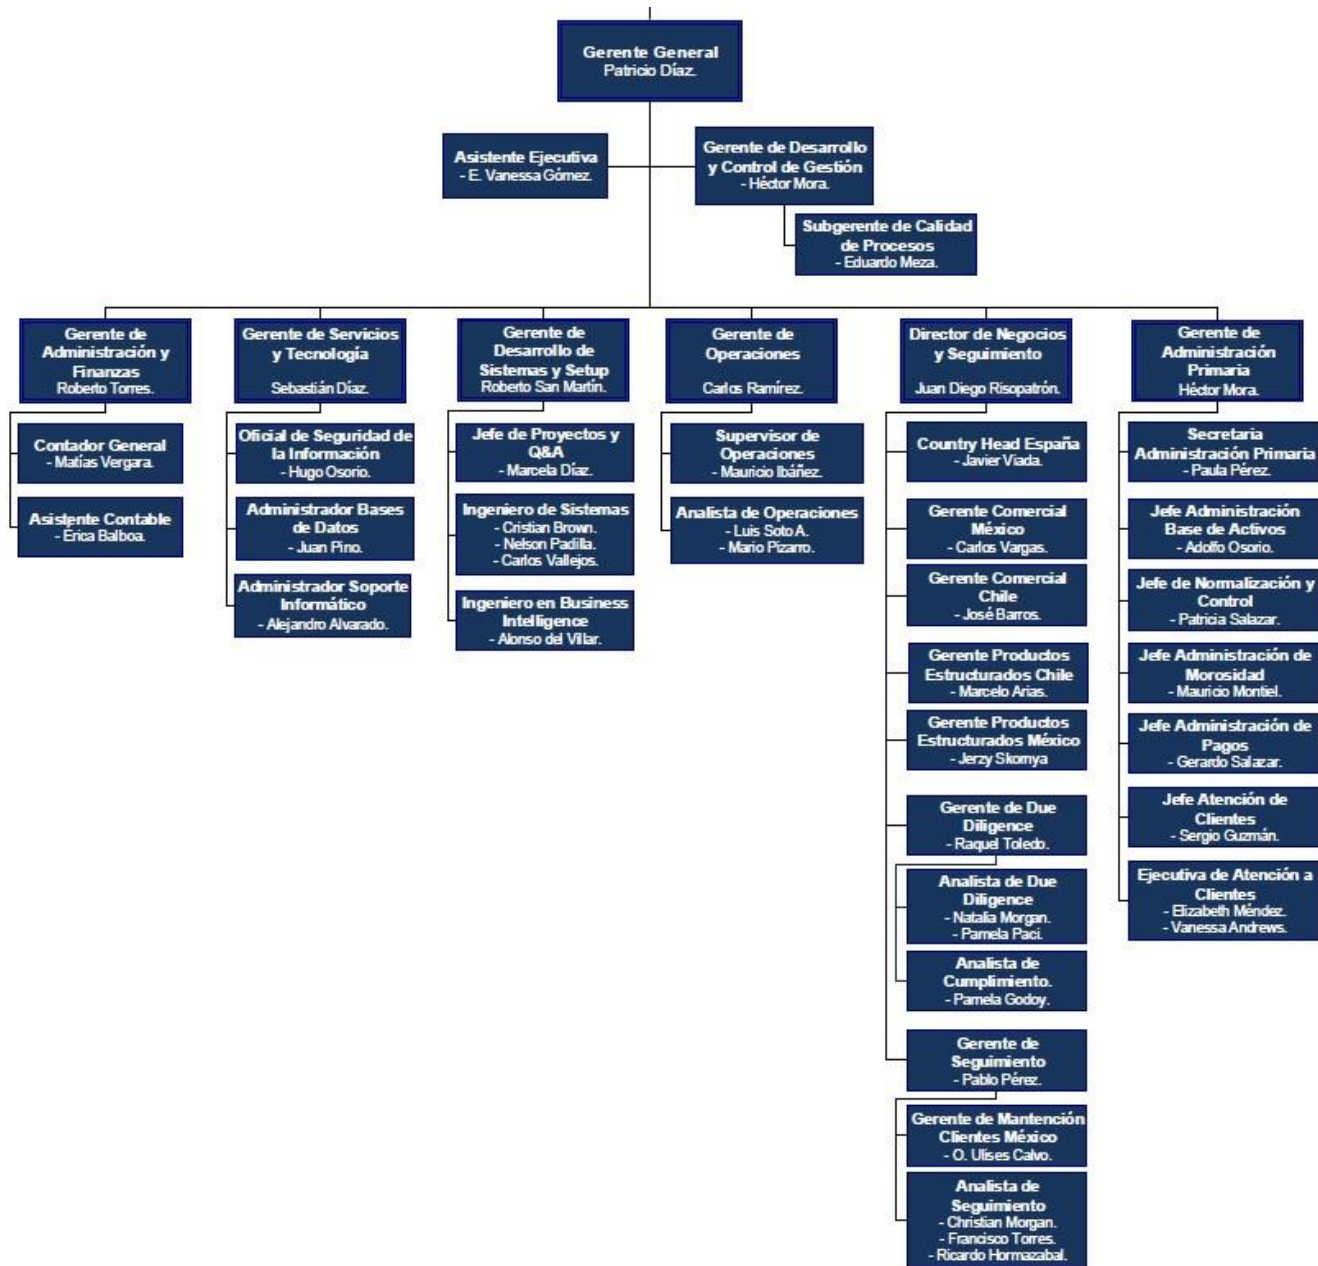 Gerente General
Patricio Díaz.
Asistente Ejecutiva
- E. Vanessa Gómez.
Gerente de Desarrollo
y Control de Gestión
- Héctor Mora.
Subgerente de Calidad
de Procesos
- Eduardo Meza.
Gerente de
Administración y
Finanzas
Roberto Torres.
Contador General
- Matías Vergara.
Asistente Contable
- Érica Balboa.
Gerente de Servicios
y Tecnología
Sebastián Díaz.
Oficial de Seguridad de
la Información
- Hugo Osorio.
Administrador Bases
de Datos
- Juan Pino.
Administrador Soporte
Informático
- Alejandro Alvarado.
Gerente de
Desarrollo de
Sistemas y Setup
Roberto San Martín.
Jefe de Proyectos y
Q&A
- Marcela Díaz.
Ingeniero de Sistemas
- Cristian Brown.
- Nelson Padilla.
- Carlos Vallejos.
Ingeniero en Business
Intelligence
- Alonso del Villar.
Gerente de
Operaciones
Carlos Ramírez.
Supervisor de
Operaciones
- Mauricio Ibáñez.
Analista de Operaciones
- Luis Soto A.
- Mario Pizarro.
Director de Negocios
y Seguimiento
Juan Diego Risopatrón.
Country Head España
- Javier Viada.
Gerente Comercial
México
- Carlos Vargas.
Gerente Comercial
Chile
- José Barros.
Gerente Productos
Estructurados Chile
- Marcelo Arias.
Gerente Productos
Estructurados México
- Jerzy Skornya
Gerente de Due
Diligence
- Raquel Toledo.
Analista de Due
Diligence
- Natalia Morgan.
- Pamela Paci.
Analista de
Cumplimiento.
- Pamela Godoy.
Gerente de
Seguimiento
- Pablo Pérez.
Gerente de Mantención
Clientes México
- O. Ulises Calvo.
Analista de
Seguimiento
- Christian Morgan.
- Francisco Torres.
- Ricardo Hormazabal.
Gerente de
Administración
Primaria
Héctor Mora.
Secretaria
Administración Primaria
- Paula Pérez.
Jefe Administración
Base de Activos
- Adolfo Osorio.
Jefe de Normalización y
Control
- Patricia Salazar.
Jefe Administración de
Morosidad
- Mauricio Montiel.
Jefe Administración de
Pagos
- Gerardo Salazar.
Jefe Atención de
Clientes
- Sergio Guzmán.
Ejecutiva de Atención a
Clientes
- Elizabeth Méndez.
- Vanessa Andrews.